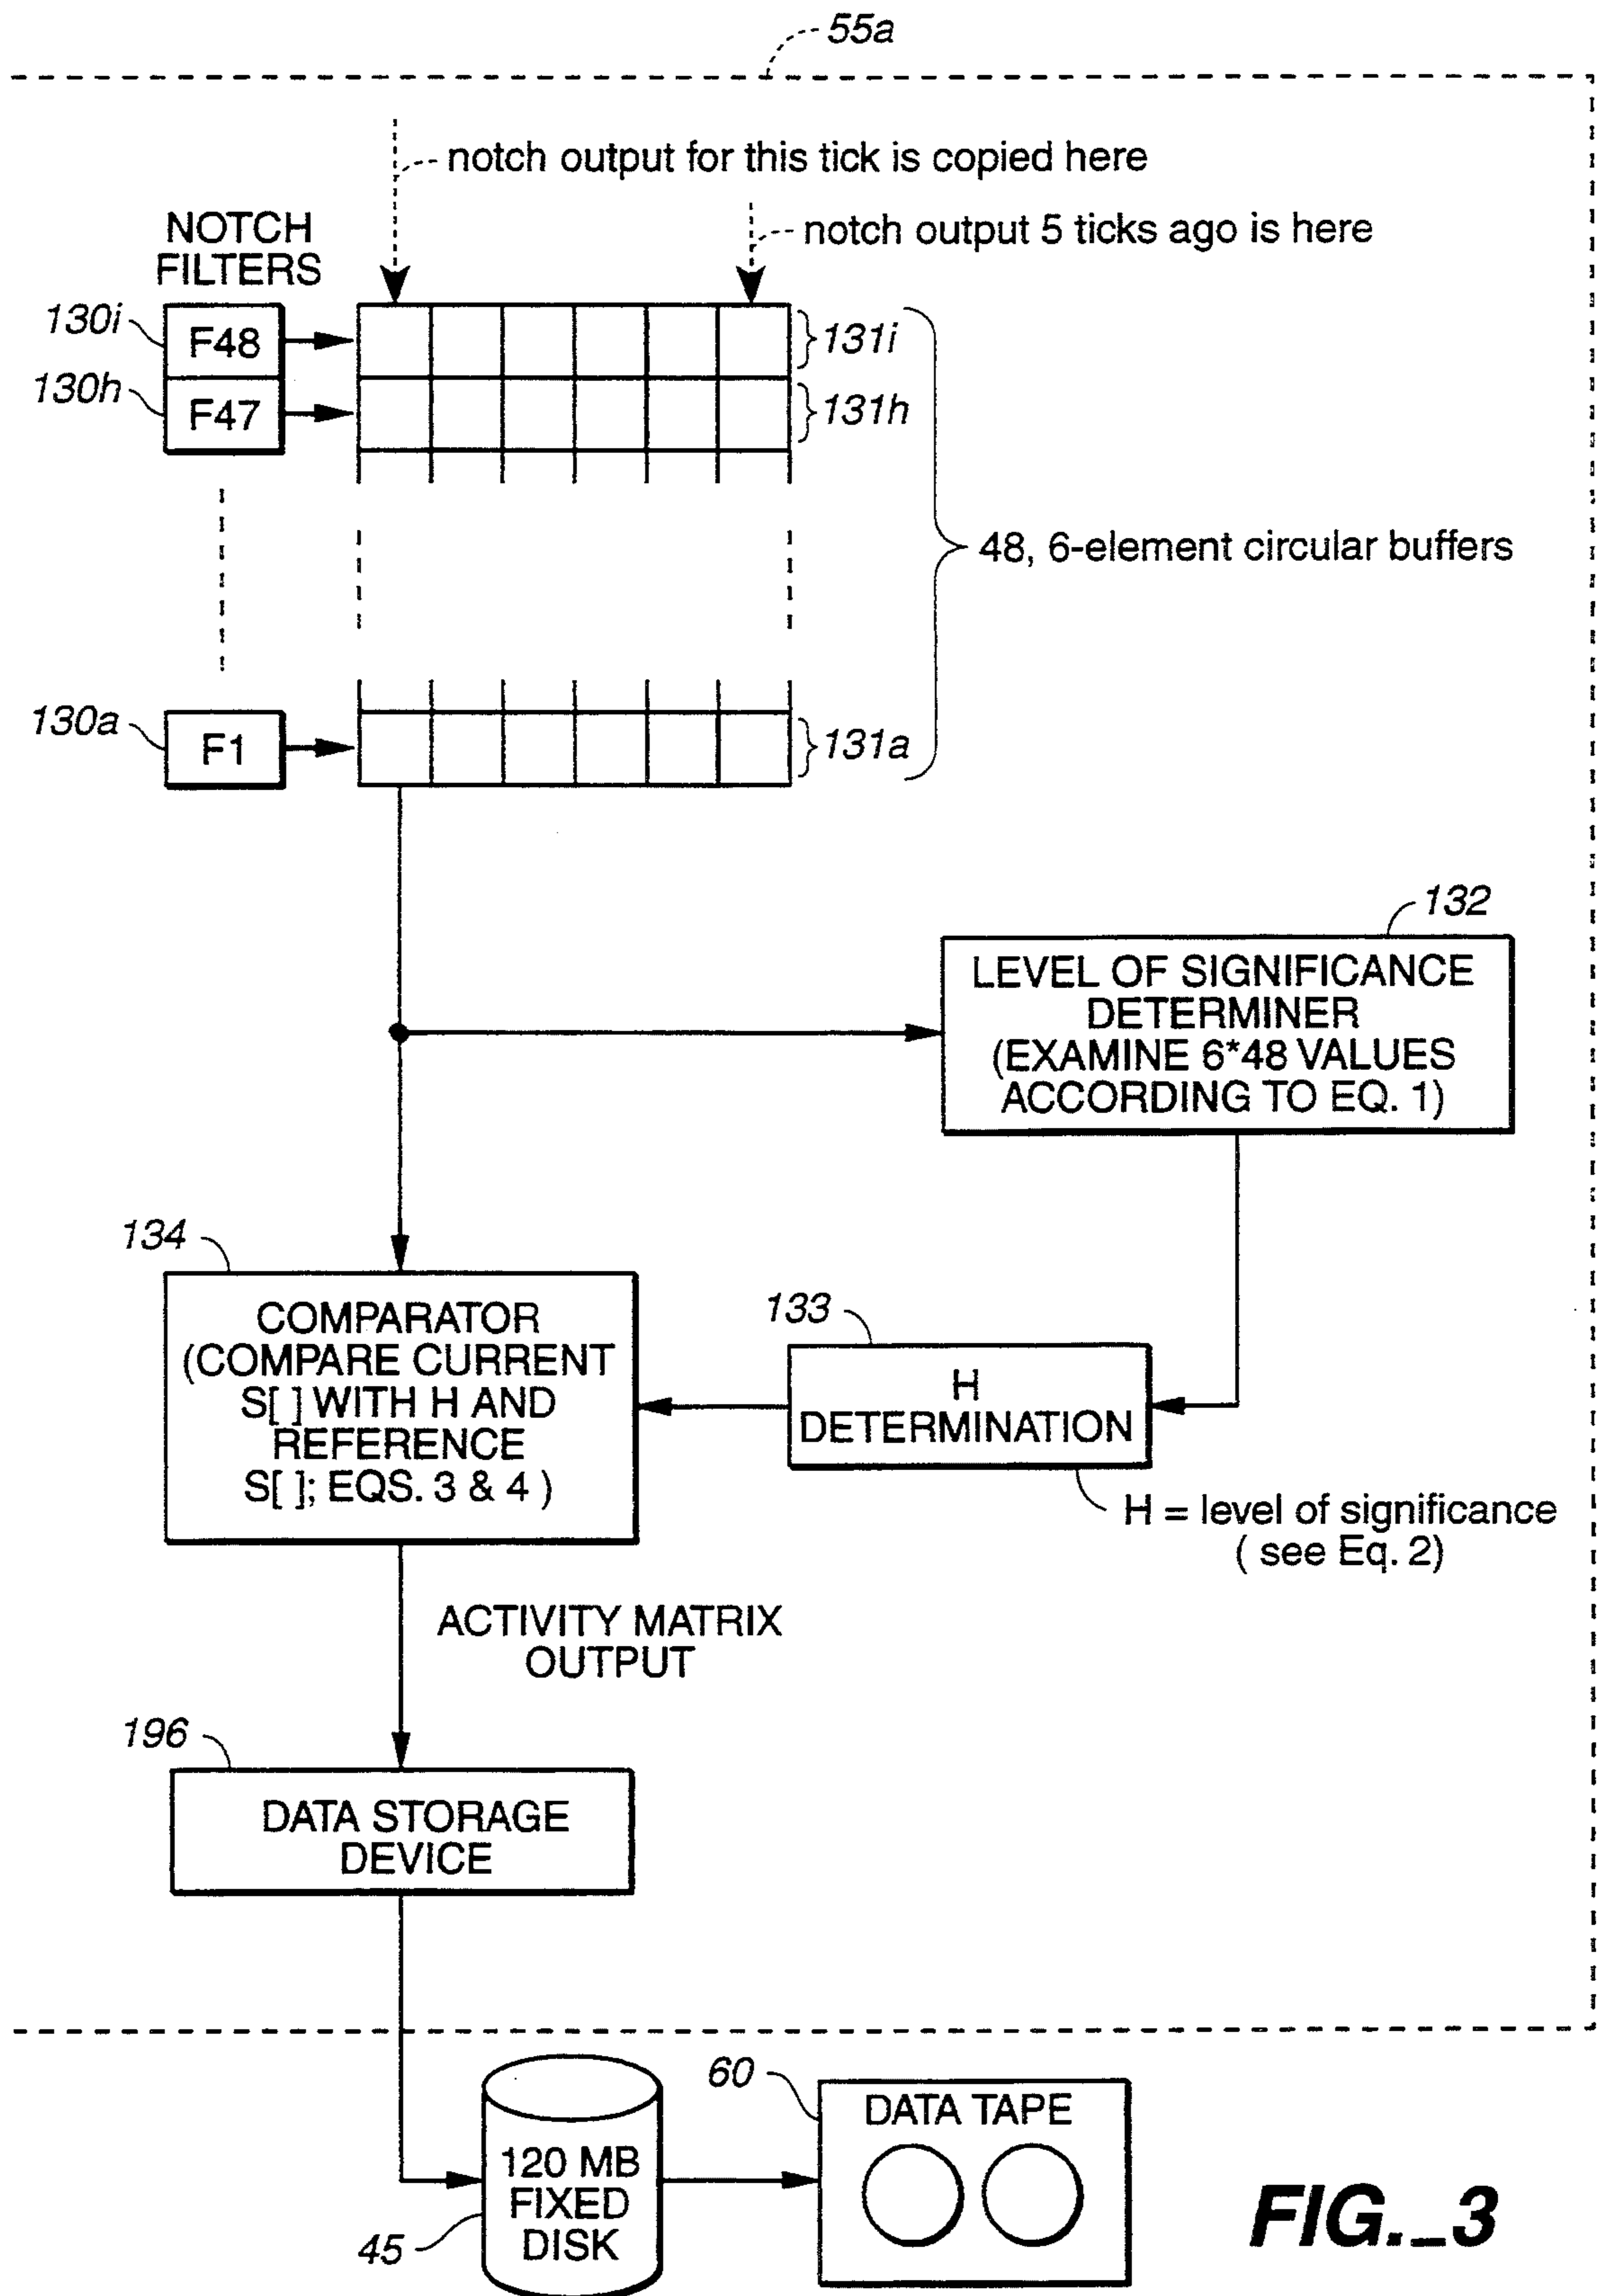 55a
notch output for this tick is copied here
notch output 5 ticks ago is here
NOTCH
FILTERS
130i
F48
131i
130h
F47
131h
48, 6-element circular buffers
130a
F1
131a
132
LEVEL OF SIGNIFICANCE
DETERMINER
(EXAMINE 6*48 VALUES
ACCORDING TO EQ. 1)
134
COMPARATOR
(COMPARE CURRENT
S[ ] WITH H AND
REFERENCE
S[ ]; EQS. 3 & 4 )
133
H
DETERMINATION
H = level of significance
( see Eq. 2)
ACTIVITY MATRIX
OUTPUT
196
DATA STORAGE
DEVICE
120 MB
FIXED
DISK
45
60
DATA TAPE
FIG._3